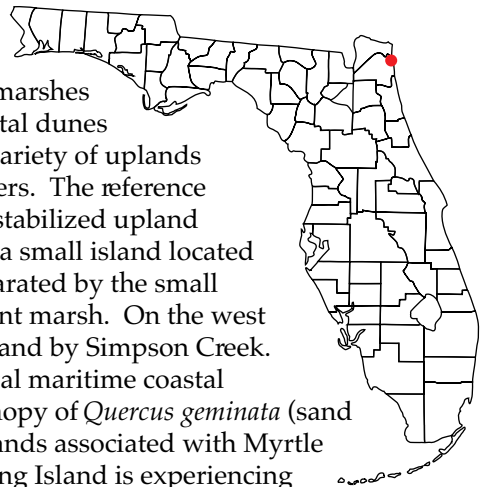 marshes
tal dunes
ariety of uplands
ers. The reference
stabilized upland
a small island located
arated by the small
nt marsh. On the west
and by Simpson Creek.
al maritime coastal
nopy of Quercus geminata (sand
ands associated with Myrtle
ng Island is experiencing